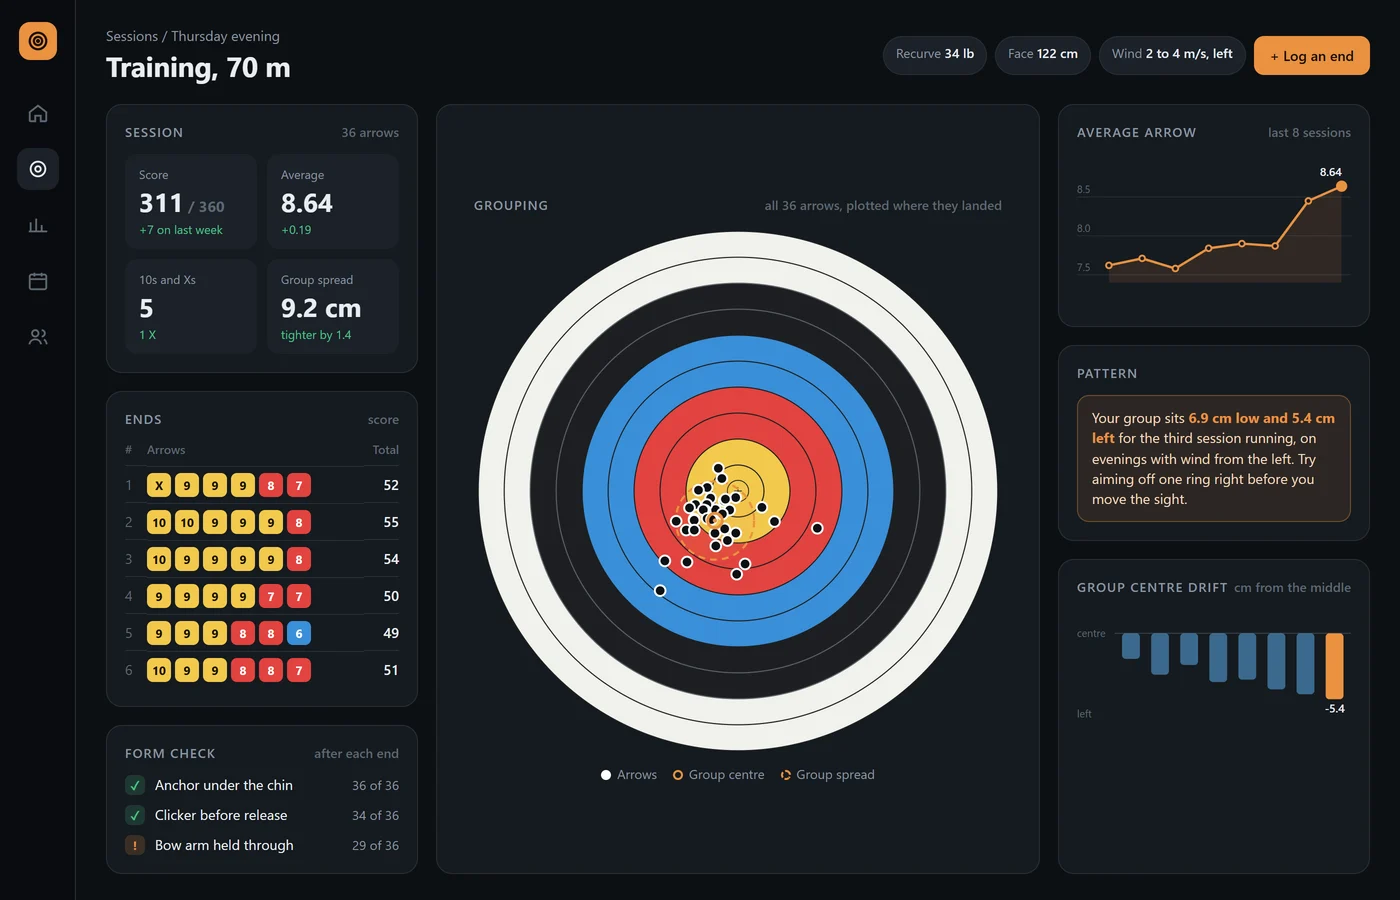 Sessions / Thursday evening
Training, 70 m
Recurve 34 lb
Face 122 cm
Wind 2 to 4 m/s, left
+ Log an end
SESSION
36 arrows
Score
311 / 360
+7 on last week
Average
8.64
+0.19
10s and Xs
5
1 X
Group spread
9.2 cm
tighter by 1.4
ENDS
score
# Arrows Total
1 X 9 9 9 8 7 52
2 10 10 9 9 9 8 55
3 10 9 9 9 9 8 54
4 9 9 9 9 7 7 50
5 9 9 9 8 8 6 49
6 10 9 9 8 8 7 51
FORM CHECK
after each end
Anchor under the chin 36 of 36
Clicker before release 34 of 36
! Bow arm held through 29 of 36
GROUPING
all 36 arrows, plotted where they landed
Arrows
Group centre
Group spread
AVERAGE ARROW
last 8 sessions
8.64
8.5
8.0
7.5
PATTERN
Your group sits 6.9 cm low and 5.4 cm
left for the third session running, on
evenings with wind from the left. Try
aiming off one ring right before you
move the sight.
GROUP CENTRE DRIFT
cm from the middle
centre
-5.4
left